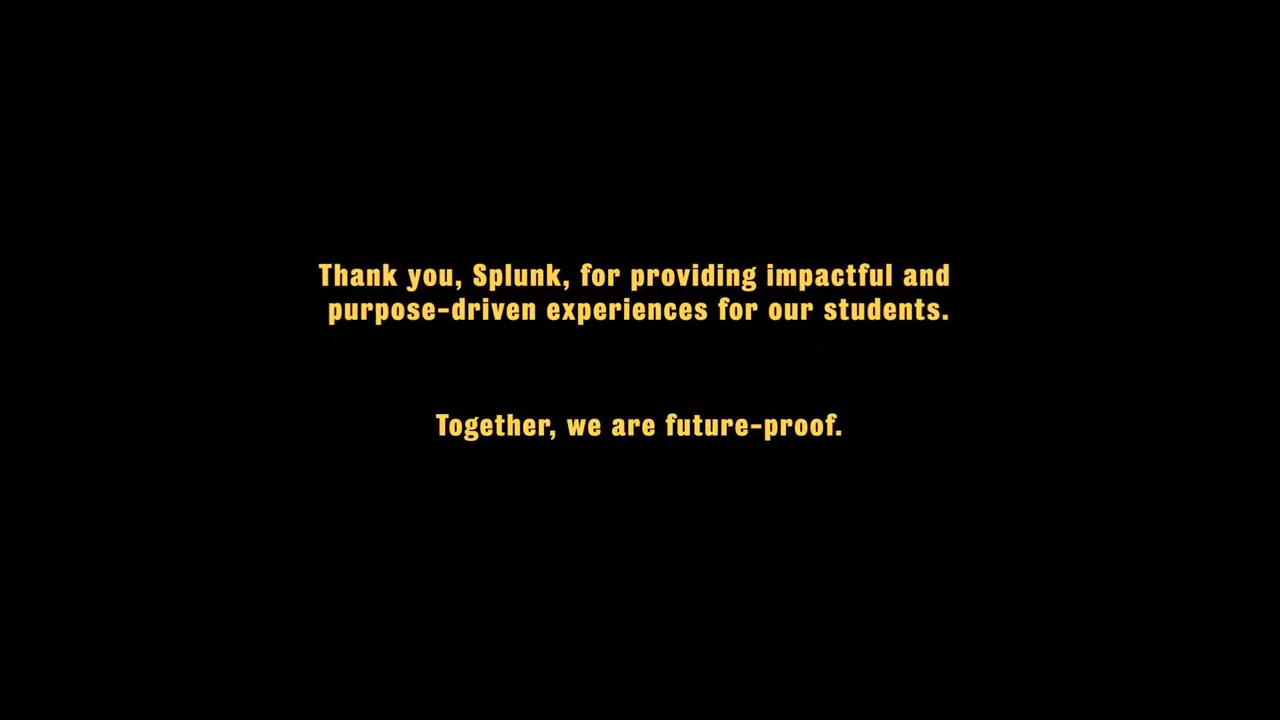 Thank you, Splunk, for providing impactful and
purpose-driven experiences for our students.
Together, we are future-proof.